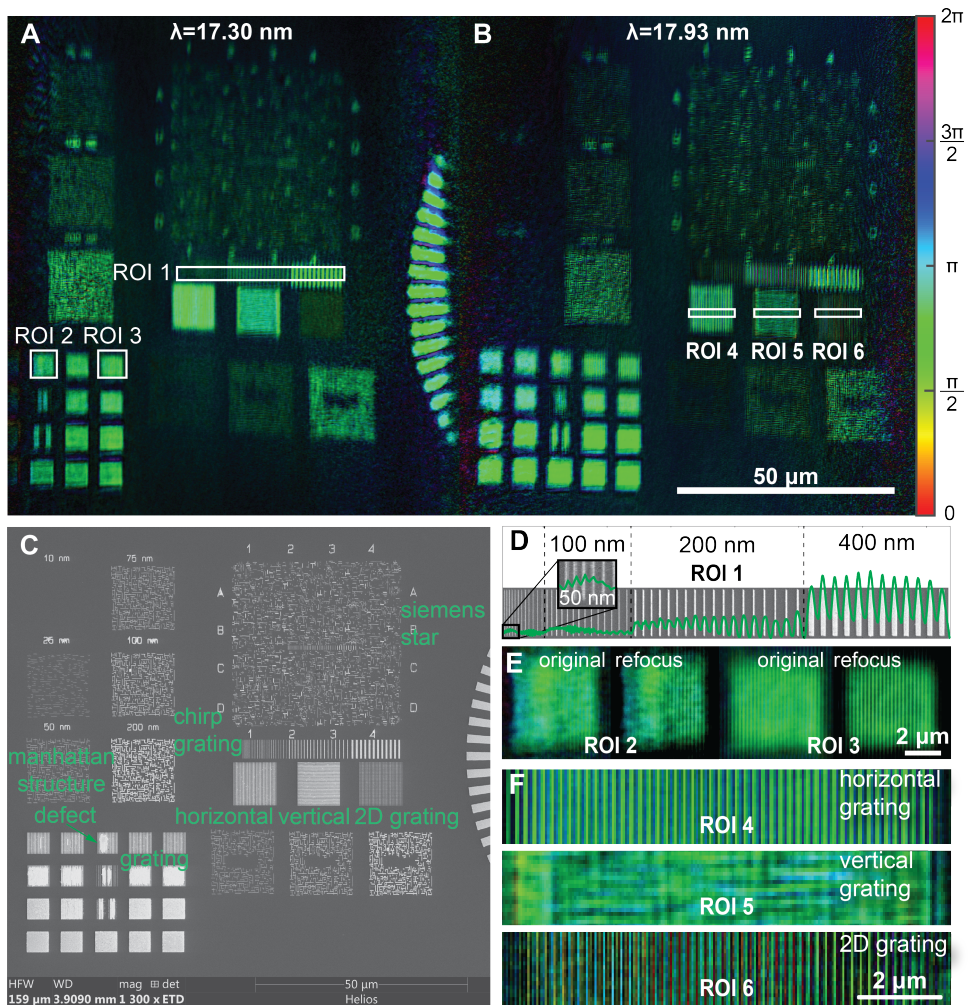 A
λ=17.30 nm
B
λ=17.93 nm
2π
3π
2
π
π
2
0
ROI 1
ROI 2
ROI 3
ROI 4
ROI 5
ROI 6
50 μm
C
10 nm
75 nm
25 nm
100 nm
50 nm
200 nm
1 2 3 4
A
A
B
B
C
C
D
D
1 2 3 4
siemens
star
chirp
grating
manhattan
structure
defect
grating
horizontal
vertical
2D grating
HFW
WD
mag
det
159 μm
3.9090 mm
1 300 x
ETD
50 μm
Helios
D
100 nm
200 nm
400 nm
ROI 1
50 nm
E
original
refocus
original
refocus
ROI 2
ROI 3
2 μm
F
horizontal
grating
ROI 4
vertical
grating
ROI 5
2D grating
ROI 6
2 μm